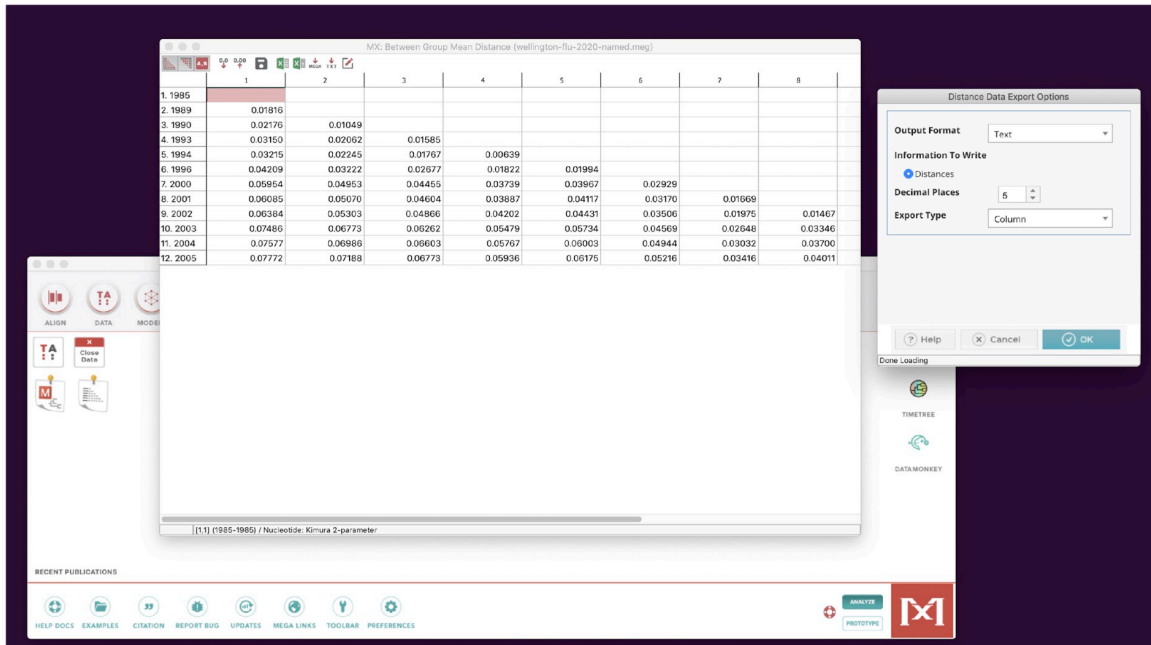 MX: Between Group Mean Distance (wellington-flu-2020-named.meg)
A,B 0.0 0.00 MEGA TXT
1 2 3 4 5 6 7 8
1. 1985
2. 1989 0.01816
3. 1990 0.02176 0.01049
4. 1993 0.03150 0.02062 0.01585
5. 1994 0.03215 0.02245 0.01767 0.00639
6. 1996 0.04209 0.03222 0.02677 0.01822 0.01994
7. 2000 0.05954 0.04953 0.04455 0.03739 0.03967 0.02929
8. 2001 0.06085 0.05070 0.04604 0.03887 0.04117 0.03170 0.01669
9. 2002 0.06384 0.05303 0.04866 0.04202 0.04431 0.03506 0.01975 0.01467
10. 2003 0.07486 0.06773 0.06262 0.05479 0.05734 0.04569 0.02648 0.03346
11. 2004 0.07577 0.06986 0.06603 0.05767 0.06003 0.04944 0.03032 0.03700
12. 2005 0.07772 0.07188 0.06773 0.05936 0.06175 0.05216 0.03416 0.04011
[1,1] (1985-1985) / Nucleotide: Kimura 2-parameter
Distance Data Export Options
Output Format Text
Information To Write
Distances
Decimal Places 5
Export Type Column
? Help Cancel OK
Done Loading
TA
ALIGN DATA MODE
TA
Close
Data
M
TIMETREE
DATAMONKEY
RECENT PUBLICATIONS
HELP DOCS EXAMPLES CITATION REPORT BUG UPDATES MEGA LINKS TOOLBAR PREFERENCES
ANALYZE
PROTOTYPE